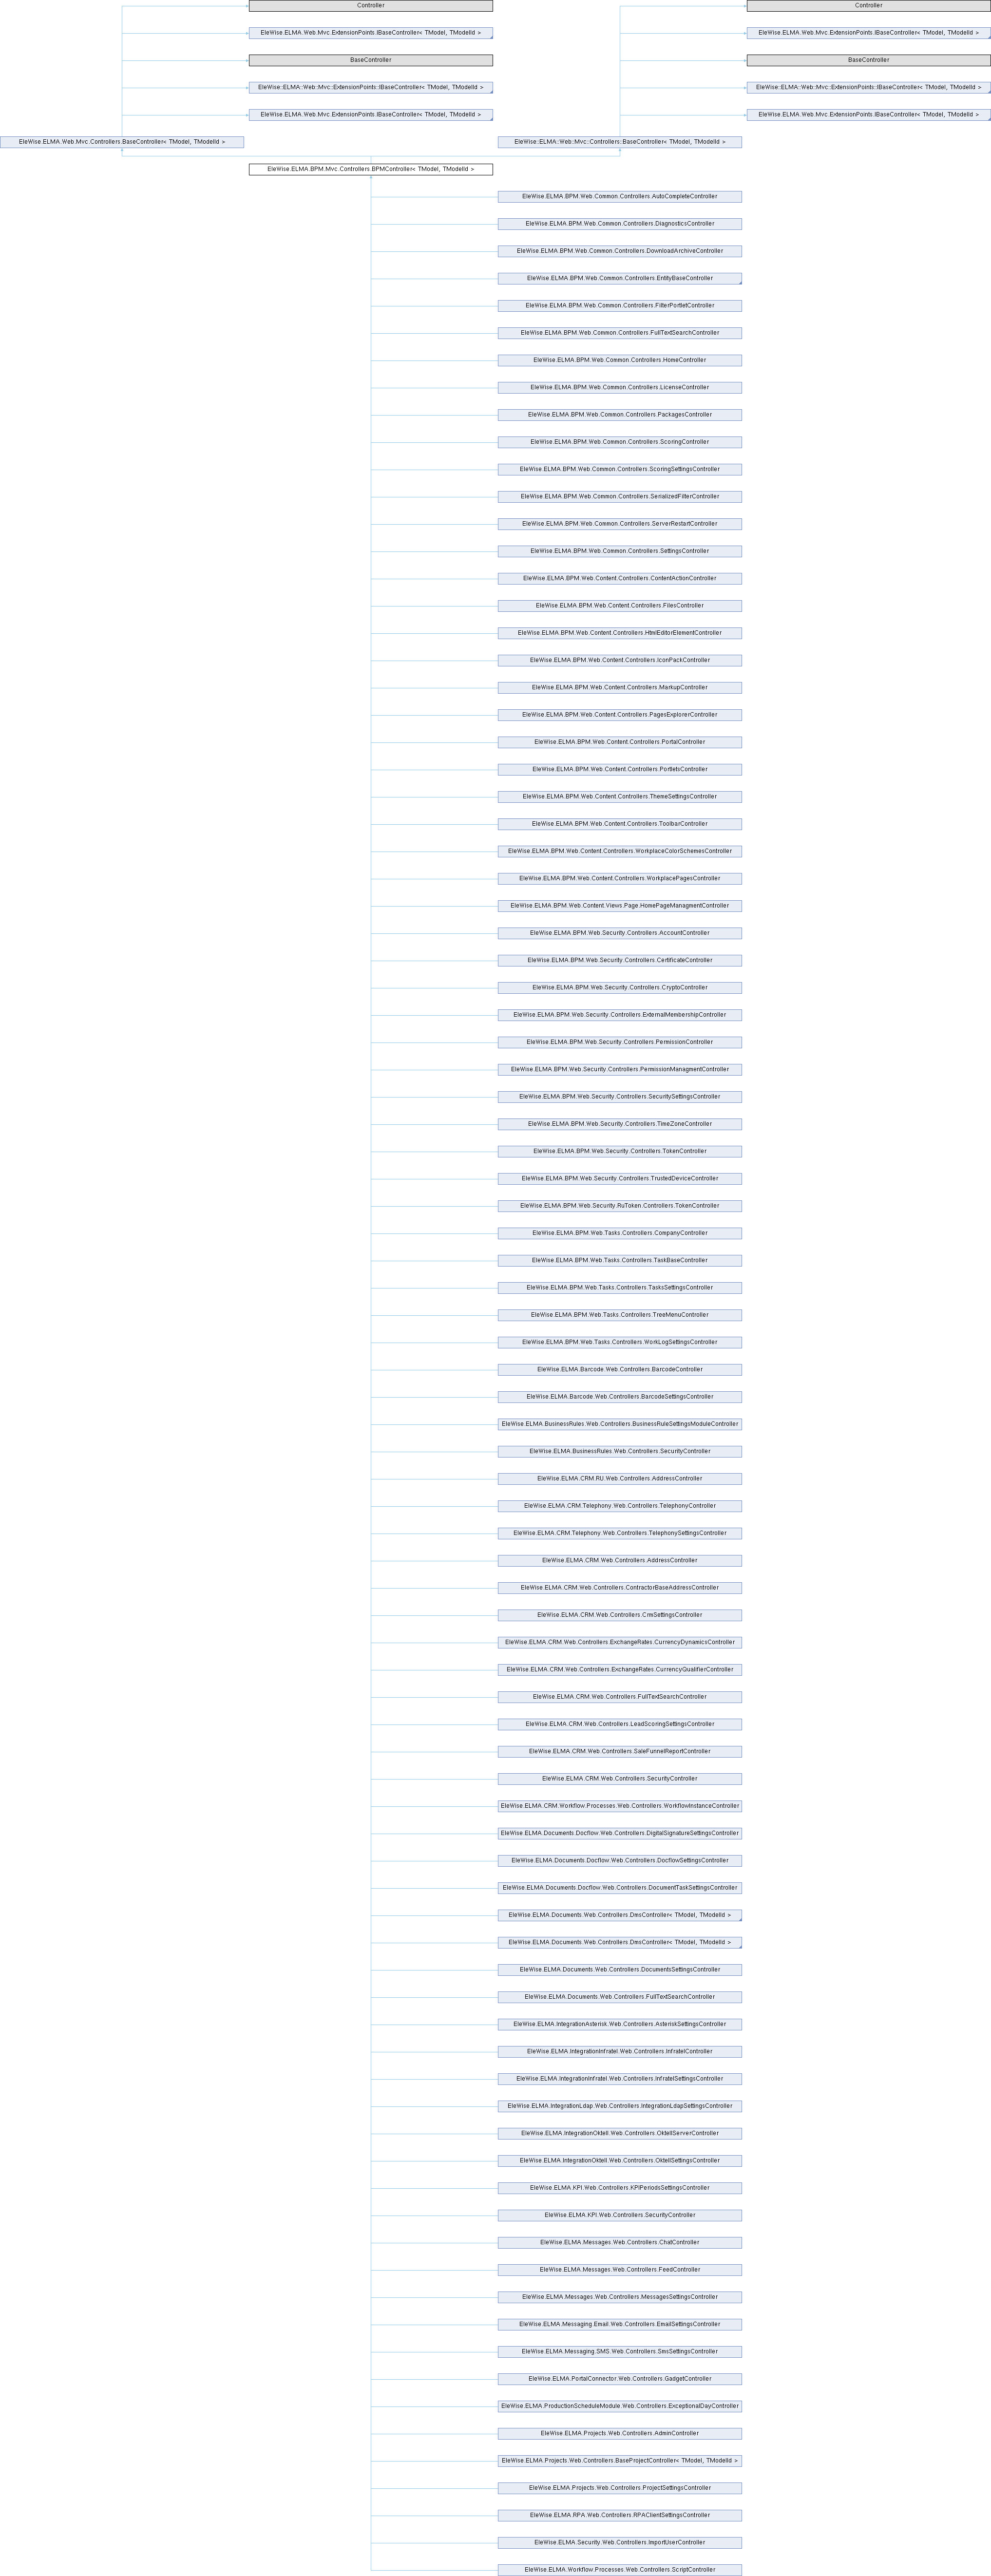 Controller
Controller
EleWise.ELMA.Web.Mvc.ExtensionPoints.IBaseController< TModel, TModelId >
EleWise.ELMA.Web.Mvc.ExtensionPoints.IBaseController< TModel, TModelId >
BaseController
BaseController
EleWise::ELMA::Web::Mvc::ExtensionPoints::IBaseController< TModel, TModelId >
EleWise::ELMA::Web::Mvc::ExtensionPoints::IBaseController< TModel, TModelId >
EleWise.ELMA.Web.Mvc.ExtensionPoints.IBaseController< TModel, TModelId >
EleWise.ELMA.Web.Mvc.ExtensionPoints.IBaseController< TModel, TModelId >
EleWise.ELMA.Web.Mvc.Controllers.BaseController< TModel, TModelId >
EleWise::ELMA::Web::Mvc::Controllers::BaseController< TModel, TModelId >
EleWise.ELMA.BPM.Mvc.Controllers.BPMController< TModel, TModelId >
EleWise.ELMA.BPM.Web.Common.Controllers.AutoCompleteController
EleWise.ELMA.BPM.Web.Common.Controllers.DiagnosticsController
EleWise.ELMA.BPM.Web.Common.Controllers.DownloadArchiveController
EleWise.ELMA.BPM.Web.Common.Controllers.EntityBaseController
EleWise.ELMA.BPM.Web.Common.Controllers.FilterPortletController
EleWise.ELMA.BPM.Web.Common.Controllers.FullTextSearchController
EleWise.ELMA.BPM.Web.Common.Controllers.HomeController
EleWise.ELMA.BPM.Web.Common.Controllers.LicenseController
EleWise.ELMA.BPM.Web.Common.Controllers.PackagesController
EleWise.ELMA.BPM.Web.Common.Controllers.ScoringController
EleWise.ELMA.BPM.Web.Common.Controllers.ScoringSettingsController
EleWise.ELMA.BPM.Web.Common.Controllers.SerializedFilterController
EleWise.ELMA.BPM.Web.Common.Controllers.ServerRestartController
EleWise.ELMA.BPM.Web.Common.Controllers.SettingsController
EleWise.ELMA.BPM.Web.Content.Controllers.ContentActionController
EleWise.ELMA.BPM.Web.Content.Controllers.FilesController
EleWise.ELMA.BPM.Web.Content.Controllers.HtmlEditorElementController
EleWise.ELMA.BPM.Web.Content.Controllers.IconPackController
EleWise.ELMA.BPM.Web.Content.Controllers.MarkupController
EleWise.ELMA.BPM.Web.Content.Controllers.PagesExplorerController
EleWise.ELMA.BPM.Web.Content.Controllers.PortalController
EleWise.ELMA.BPM.Web.Content.Controllers.PortletsController
EleWise.ELMA.BPM.Web.Content.Controllers.ThemeSettingsController
EleWise.ELMA.BPM.Web.Content.Controllers.ToolbarController
EleWise.ELMA.BPM.Web.Content.Controllers.WorkplaceColorSchemesController
EleWise.ELMA.BPM.Web.Content.Controllers.WorkplacePagesController
EleWise.ELMA.BPM.Web.Content.Views.Page.HomePageManagmentController
EleWise.ELMA.BPM.Web.Security.Controllers.AccountController
EleWise.ELMA.BPM.Web.Security.Controllers.CertificateController
EleWise.ELMA.BPM.Web.Security.Controllers.CryptoController
EleWise.ELMA.BPM.Web.Security.Controllers.ExternalMembershipController
EleWise.ELMA.BPM.Web.Security.Controllers.PermissionController
EleWise.ELMA.BPM.Web.Security.Controllers.PermissionManagmentController
EleWise.ELMA.BPM.Web.Security.Controllers.SecuritySettingsController
EleWise.ELMA.BPM.Web.Security.Controllers.TimeZoneController
EleWise.ELMA.BPM.Web.Security.Controllers.TokenController
EleWise.ELMA.BPM.Web.Security.Controllers.TrustedDeviceController
EleWise.ELMA.BPM.Web.Security.RuToken.Controllers.TokenController
EleWise.ELMA.BPM.Web.Tasks.Controllers.CompanyController
EleWise.ELMA.BPM.Web.Tasks.Controllers.TaskBaseController
EleWise.ELMA.BPM.Web.Tasks.Controllers.TasksSettingsController
EleWise.ELMA.BPM.Web.Tasks.Controllers.TreeMenuController
EleWise.ELMA.BPM.Web.Tasks.Controllers.WorkLogSettingsController
EleWise.ELMA.Barcode.Web.Controllers.BarcodeController
EleWise.ELMA.Barcode.Web.Controllers.BarcodeSettingsController
EleWise.ELMA.BusinessRules.Web.Controllers.BusinessRuleSettingsModuleController
EleWise.ELMA.BusinessRules.Web.Controllers.SecurityController
EleWise.ELMA.CRM.RU.Web.Controllers.AddressController
EleWise.ELMA.CRM.Telephony.Web.Controllers.TelephonyController
EleWise.ELMA.CRM.Telephony.Web.Controllers.TelephonySettingsController
EleWise.ELMA.CRM.Web.Controllers.AddressController
EleWise.ELMA.CRM.Web.Controllers.ContractorBaseAddressController
EleWise.ELMA.CRM.Web.Controllers.CrmSettingsController
EleWise.ELMA.CRM.Web.Controllers.ExchangeRates.CurrencyDynamicsController
EleWise.ELMA.CRM.Web.Controllers.ExchangeRates.CurrencyQualifierController
EleWise.ELMA.CRM.Web.Controllers.FullTextSearchController
EleWise.ELMA.CRM.Web.Controllers.LeadScoringSettingsController
EleWise.ELMA.CRM.Web.Controllers.SaleFunnelReportController
EleWise.ELMA.CRM.Web.Controllers.SecurityController
EleWise.ELMA.CRM.Workflow.Processes.Web.Controllers.WorkflowInstanceController
EleWise.ELMA.Documents.Docflow.Web.Controllers.DigitalSignatureSettingsController
EleWise.ELMA.Documents.Docflow.Web.Controllers.DocflowSettingsController
EleWise.ELMA.Documents.Docflow.Web.Controllers.DocumentTaskSettingsController
EleWise.ELMA.Documents.Web.Controllers.DmsController< TModel, TModelId >
EleWise.ELMA.Documents.Web.Controllers.DmsController< TModel, TModelId >
EleWise.ELMA.Documents.Web.Controllers.DocumentsSettingsController
EleWise.ELMA.Documents.Web.Controllers.FullTextSearchController
EleWise.ELMA.IntegrationAsterisk.Web.Controllers.AsteriskSettingsController
EleWise.ELMA.IntegrationInfratel.Web.Controllers.InfratelController
EleWise.ELMA.IntegrationInfratel.Web.Controllers.InfratelSettingsController
EleWise.ELMA.IntegrationLdap.Web.Controllers.IntegrationLdapSettingsController
EleWise.ELMA.IntegrationOktell.Web.Controllers.OktellServerController
EleWise.ELMA.IntegrationOktell.Web.Controllers.OktellSettingsController
EleWise.ELMA.KPI.Web.Controllers.KPIPeriodsSettingsController
EleWise.ELMA.KPI.Web.Controllers.SecurityController
EleWise.ELMA.Messages.Web.Controllers.ChatController
EleWise.ELMA.Messages.Web.Controllers.FeedController
EleWise.ELMA.Messages.Web.Controllers.MessagesSettingsController
EleWise.ELMA.Messaging.Email.Web.Controllers.EmailSettingsController
EleWise.ELMA.Messaging.SMS.Web.Controllers.SmsSettingsController
EleWise.ELMA.PortalConnector.Web.Controllers.GadgetController
EleWise.ELMA.ProductionScheduleModule.Web.Controllers.ExceptionalDayController
EleWise.ELMA.Projects.Web.Controllers.AdminController
EleWise.ELMA.Projects.Web.Controllers.BaseProjectController< TModel, TModelId >
EleWise.ELMA.Projects.Web.Controllers.ProjectSettingsController
EleWise.ELMA.RPA.Web.Controllers.RPAClientSettingsController
EleWise.ELMA.Security.Web.Controllers.ImportUserController
EleWise.ELMA.Workflow.Processes.Web.Controllers.ScriptController